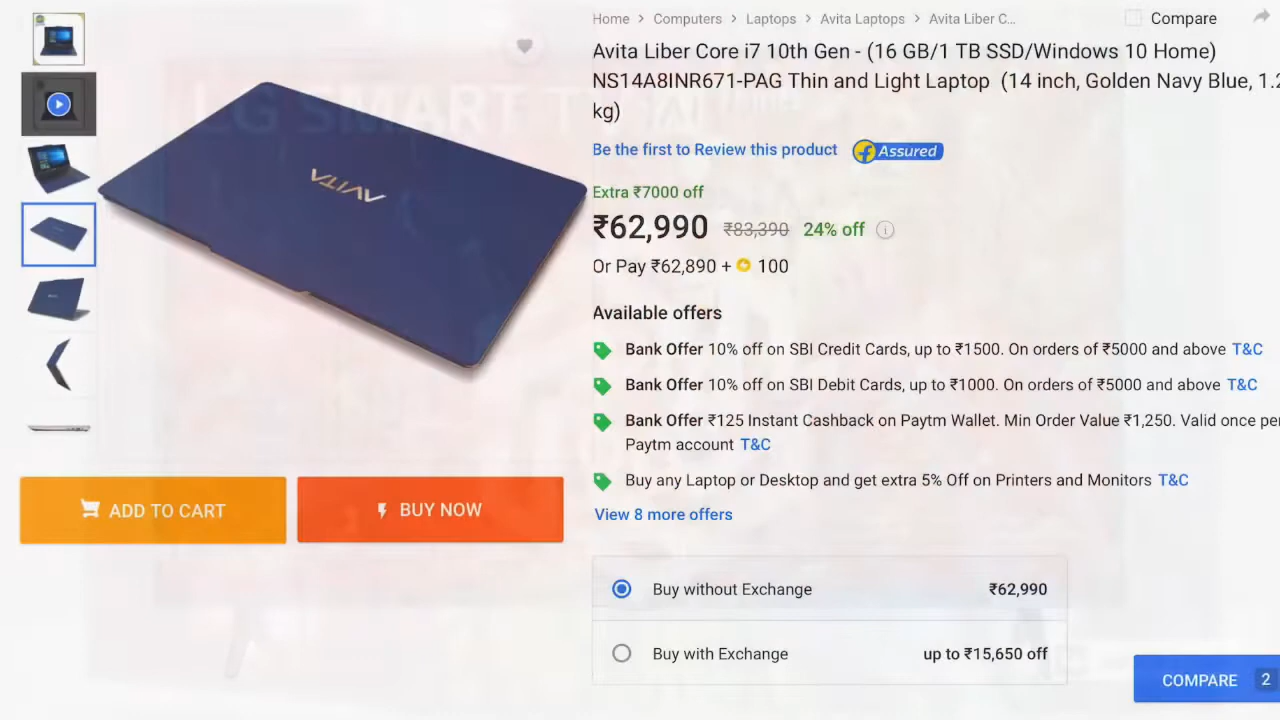 Home > Computers > Laptops > Avita Laptops > Avita Liber C...
Compare
Avita Liber Core i7 10th Gen - (16 GB/1 TB SSD/Windows 10 Home)
NS14A8INR671-PAG Thin and Light Laptop (14 inch, Golden Navy Blue, 1.2
kg)
Be the first to Review this product
Assured
Extra ₹7000 off
₹62,990 ₹83,390 24% off
Or Pay ₹62,890 + 100
Available offers
Bank Offer 10% off on SBI Credit Cards, up to ₹1500. On orders of ₹5000 and above T&C
Bank Offer 10% off on SBI Debit Cards, up to ₹1000. On orders of ₹5000 and above T&C
Bank Offer ₹125 Instant Cashback on Paytm Wallet. Min Order Value ₹1,250. Valid once per
Paytm account T&C
Buy any Laptop or Desktop and get extra 5% Off on Printers and Monitors T&C
View 8 more offers
AVITA
LG SMART
ADD TO CART
BUY NOW
Buy without Exchange ₹62,990
Buy with Exchange up to ₹15,650 off
COMPARE 2